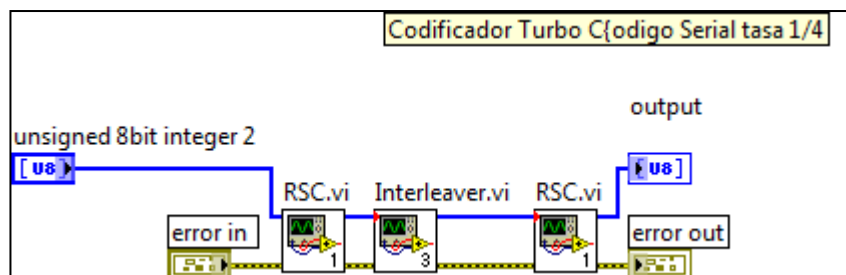 Codificador Turbo C{odigo Serial tasa 1/4
output
unsigned 8bit integer 2
[U8]
[U8]
RSC.vi Interleaver.vi RSC.vi
error in
error out
1
3
1